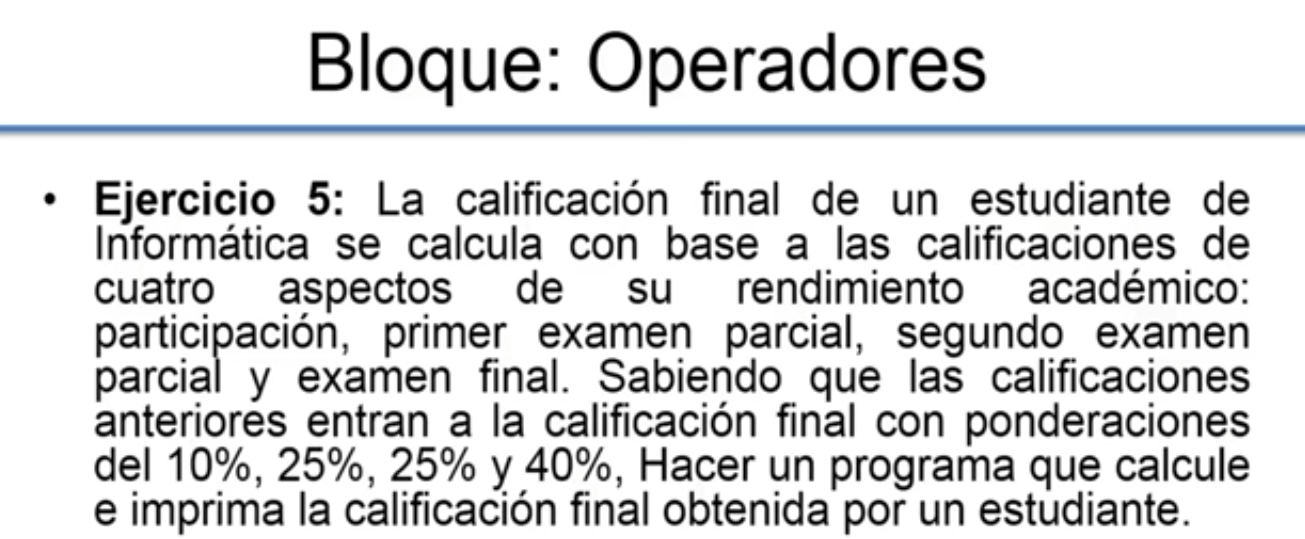 Bloque: Operadores
• Ejercicio 5: La calificación final de un estudiante de
Informática se calcula con base a las calificaciones de
cuatro aspectos de su rendimiento académico:
participación, primer examen parcial, segundo examen
parcial y examen final. Sabiendo que las calificaciones
anteriores entran a la calificación final con ponderaciones
del 10%, 25%, 25% y 40%, Hacer un programa que calcule
e imprima la calificación final obtenida por un estudiante.